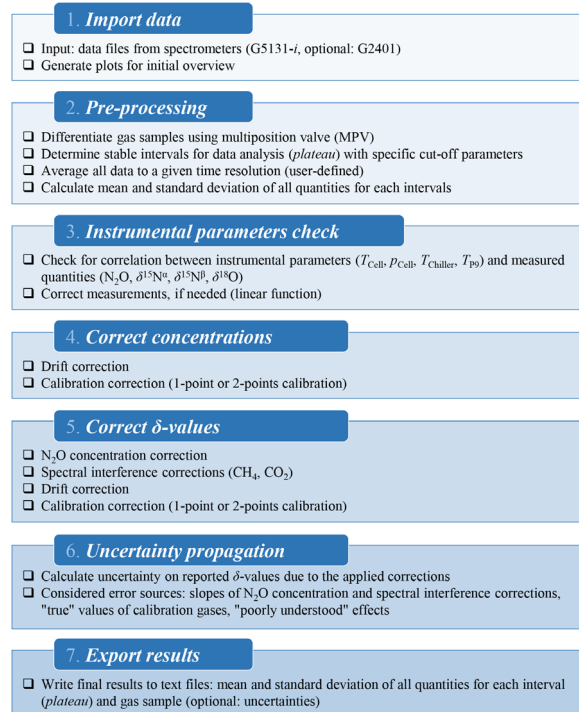 1. Import data
❑ Input: data files from spectrometers (G5131-i, optional: G2401)
❑ Generate plots for initial overview
2. Pre-processing
❑ Differentiate gas samples using multiposition valve (MPV)
❑ Determine stable intervals for data analysis (plateau) with specific cut-off parameters
❑ Average all data to a given time resolution (user-defined)
❑ Calculate mean and standard deviation of all quantities for each intervals
3. Instrumental parameters check
❑ Check for correlation between instrumental parameters (T_Cell, p_Cell, T_Chiller, T_P9) and measured
quantities (N₂O, δ¹⁵Nᵅ, δ¹⁵Nᵝ, δ¹⁸O)
❑ Correct measurements, if needed (linear function)
4. Correct concentrations
❑ Drift correction
❑ Calibration correction (1-point or 2-points calibration)
5. Correct δ-values
❑ N₂O concentration correction
❑ Spectral interference corrections (CH₄, CO₂)
❑ Drift correction
❑ Calibration correction (1-point or 2-points calibration)
6. Uncertainty propagation
❑ Calculate uncertainty on reported δ-values due to the applied corrections
❑ Considered error sources: slopes of N₂O concentration and spectral interference corrections,
"true" values of calibration gases, "poorly understood" effects
7. Export results
❑ Write final results to text files: mean and standard deviation of all quantities for each interval
(plateau) and gas sample (optional: uncertainties)